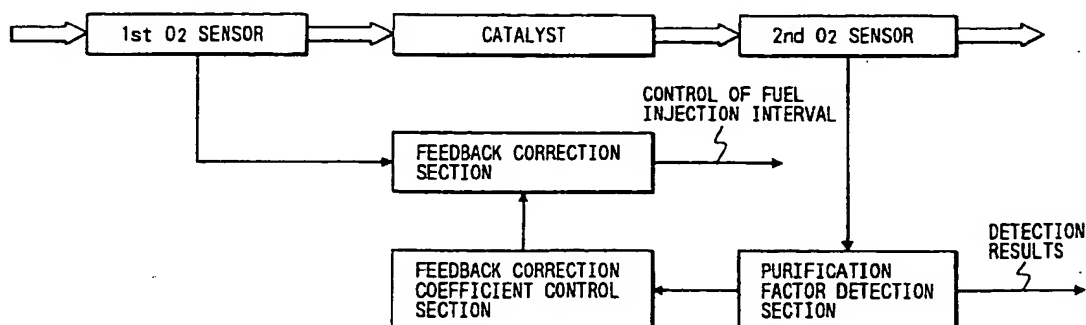 1st O2 SENSOR
CATALYST
2nd O2 SENSOR
CONTROL OF FUEL
INJECTION INTERVAL
FEEDBACK CORRECTION
SECTION
DETECTION
RESULTS
FEEDBACK CORRECTION
COEFFICIENT CONTROL
SECTION
PURIFICATION
FACTOR DETECTION
SECTION